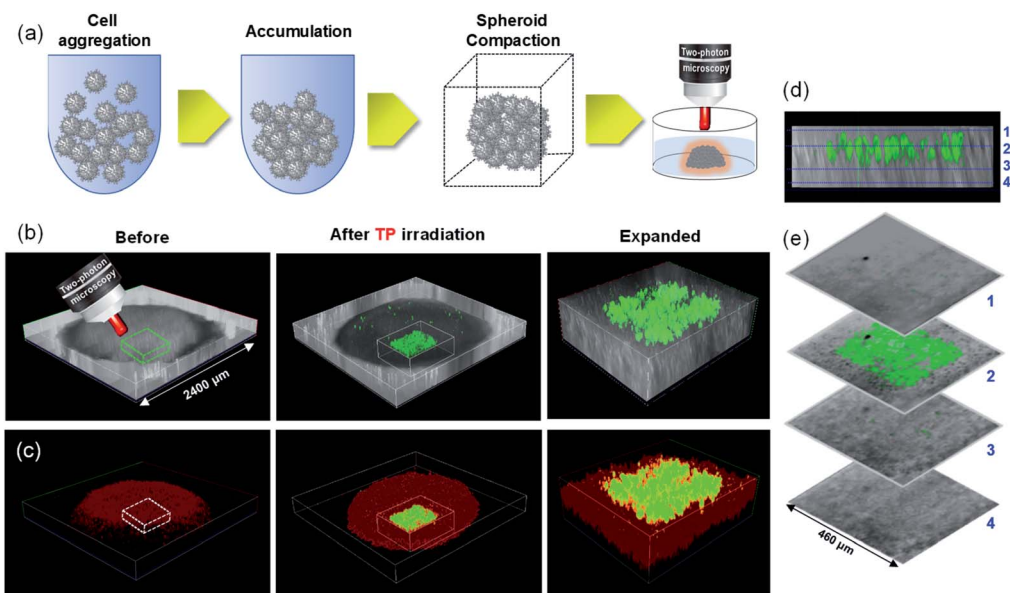 (a)
Cell
aggregation
Accumulation
Spheroid
Compaction
Two-photon
microscopy
(d)
1
2
3
4
(b)
Before
After TP irradiation
Expanded
Two-photon
microscopy
2400 μm
(c)
(e)
1
2
3
4
460 μm